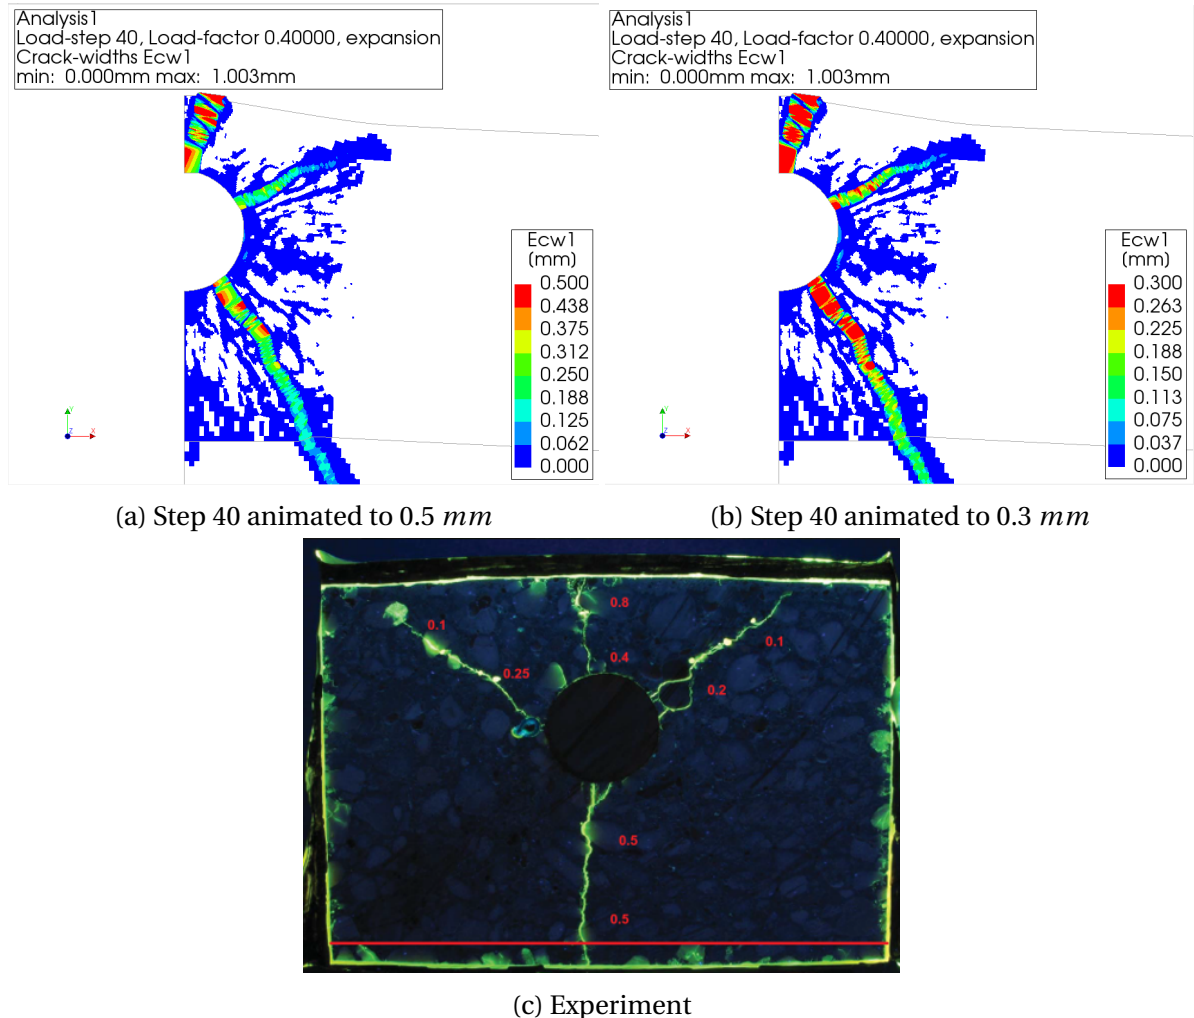 Analysis1
Load-step 40, Load-factor 0.40000, expansion
Crack-widths Ecw1
min: 0.000mm max: 1.003mm
Ecw1
(mm)
0.500
0.438
0.375
0.312
0.250
0.188
0.125
0.062
0.000
Y
Z
X
(a) Step 40 animated to 0.5 mm
Analysis1
Load-step 40, Load-factor 0.40000, expansion
Crack-widths Ecw1
min: 0.000mm max: 1.003mm
Ecw1
(mm)
0.300
0.263
0.225
0.188
0.150
0.113
0.075
0.037
0.000
Y
Z
X
(b) Step 40 animated to 0.3 mm
0.8
0.1
0.1
0.4
0.25
0.2
0.5
0.5
(c) Experiment